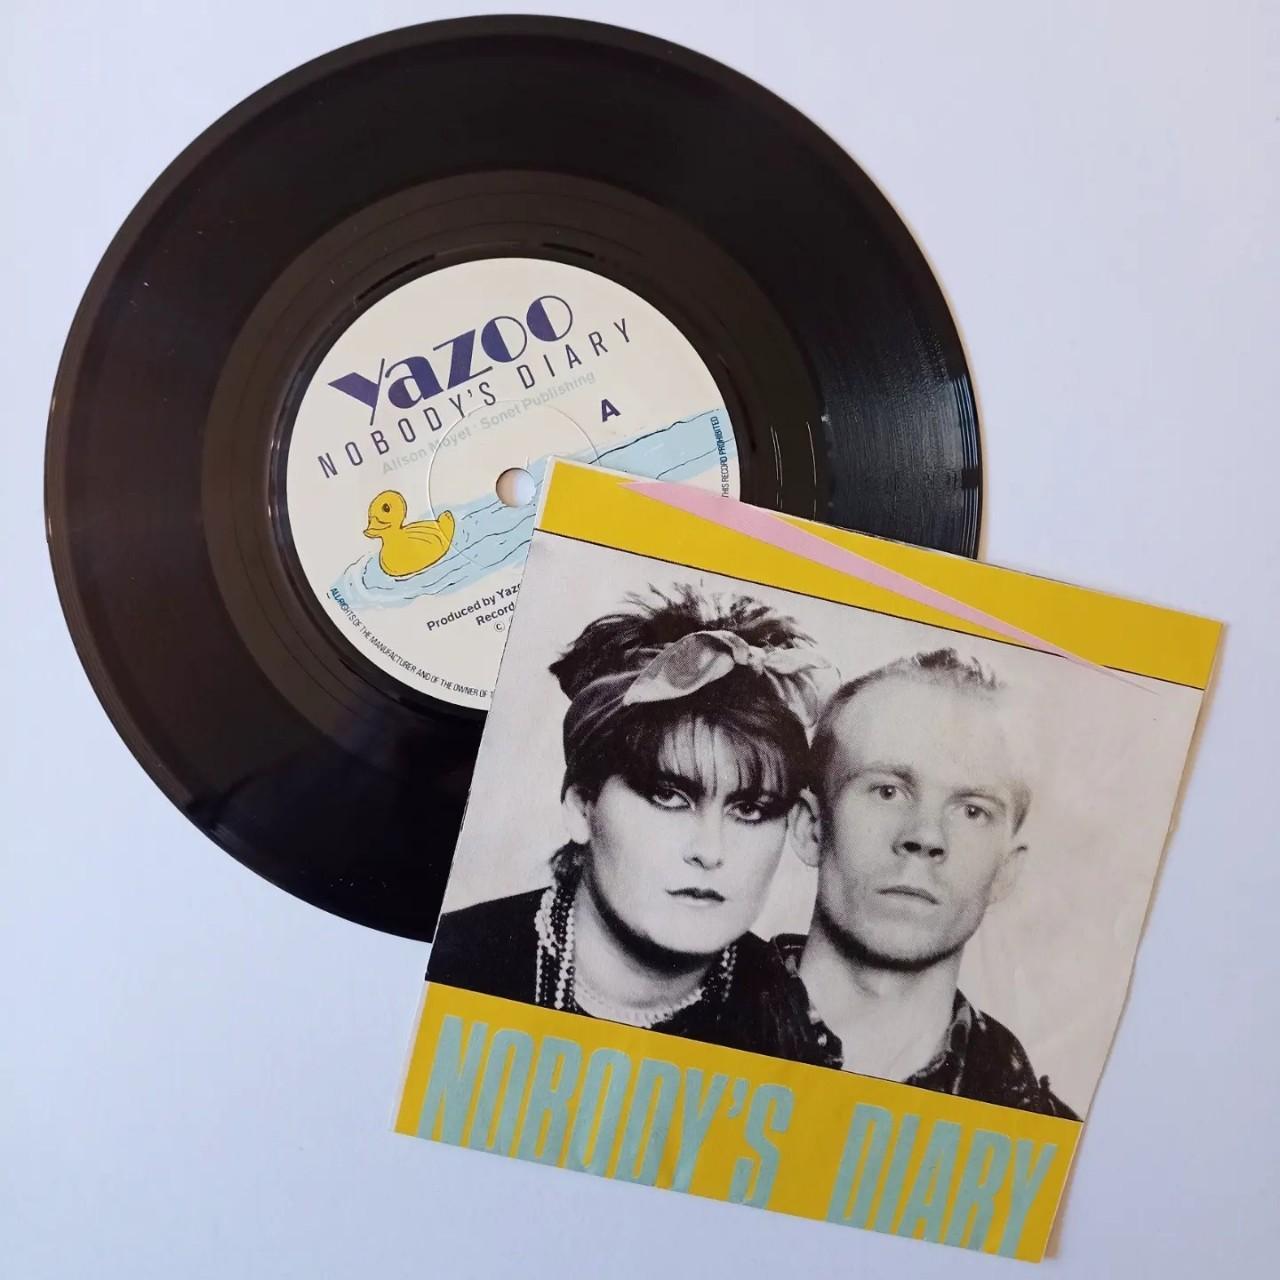 yazoo
NOBODY'S DIARY
Alison Moyet · Sonet Publishing
A
Produced by Yazo
Record
©
ALL RIGHTS OF THE MANUFACTURER AND OF THE OWNER OF T
THIS RECORD PROHIBITED
NOBODY'S DIARY